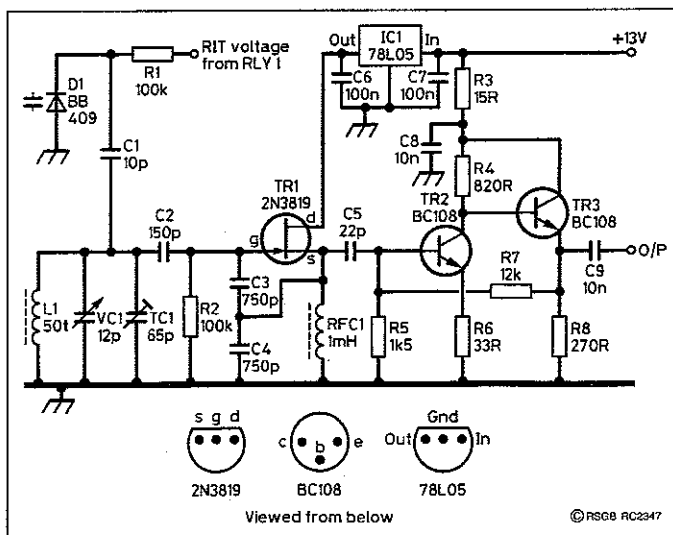 RIT voltage
from RLY 1
R1
100k
D1
BB
409
C1
10p
Out
IC1
78L05
In
+13V
C6
100n
C7
100n
R3
15R
C8
10n
R4
820R
TR1
2N3819
d
g
s
C2
150p
C5
22p
TR2
BC108
TR3
BC108
O/P
C9
10n
L1
50t
VC1
12p
TC1
65p
R2
100k
C3
750p
C4
750p
RFC1
1mH
R5
1k5
R7
12k
R6
33R
R8
270R
s g d
2N3819
c b e
BC108
Gnd
Out In
78L05
Viewed from below
© RSGB RC2347